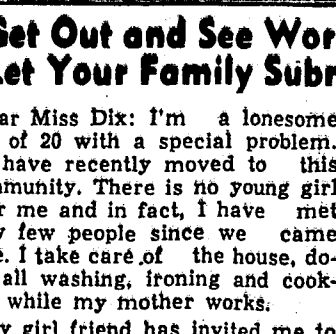 Get Out and See Wor
Let Your Family Subr
ar Miss Dix: I'm a lonesome
of 20 with a special problem.
have recently moved to this
mmunity. There is no young girl
r me and in fact, I have met
y few people since we came
e. I take care of the house, do-
all washing, ironing and cook-
while my mother works.
y girl friend has invited me to